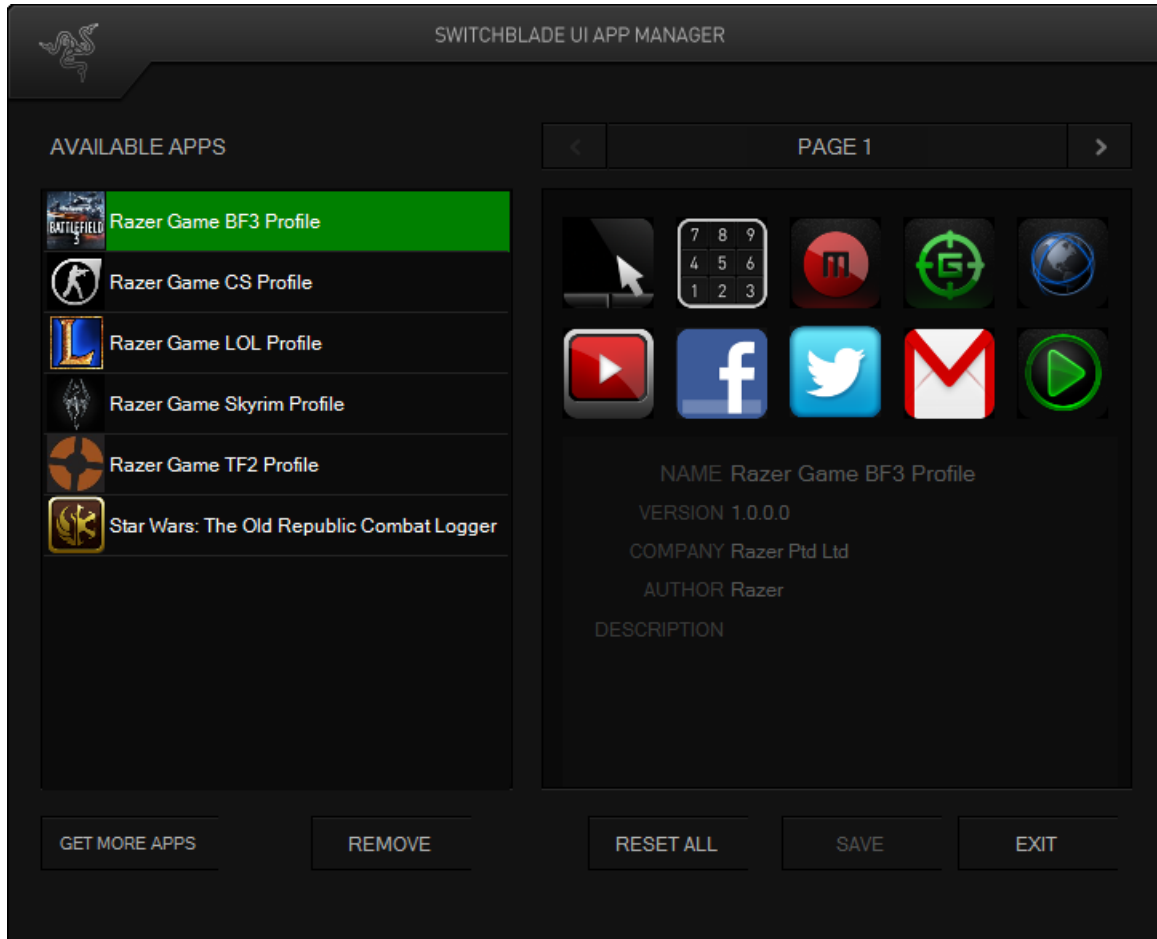 SWITCHBLADE UI APP MANAGER
AVAILABLE APPS
<
PAGE 1
>
BATTLEFIELD
3
Razer Game BF3 Profile
Razer Game CS Profile
L
Razer Game LOL Profile
Razer Game Skyrim Profile
Razer Game TF2 Profile
Star Wars: The Old Republic Combat Logger
7 8 9
4 5 6
1 2 3
m
G
f
M
NAME Razer Game BF3 Profile
VERSION 1.0.0.0
COMPANY Razer Ptd Ltd
AUTHOR Razer
DESCRIPTION
GET MORE APPS
REMOVE
RESET ALL
SAVE
EXIT